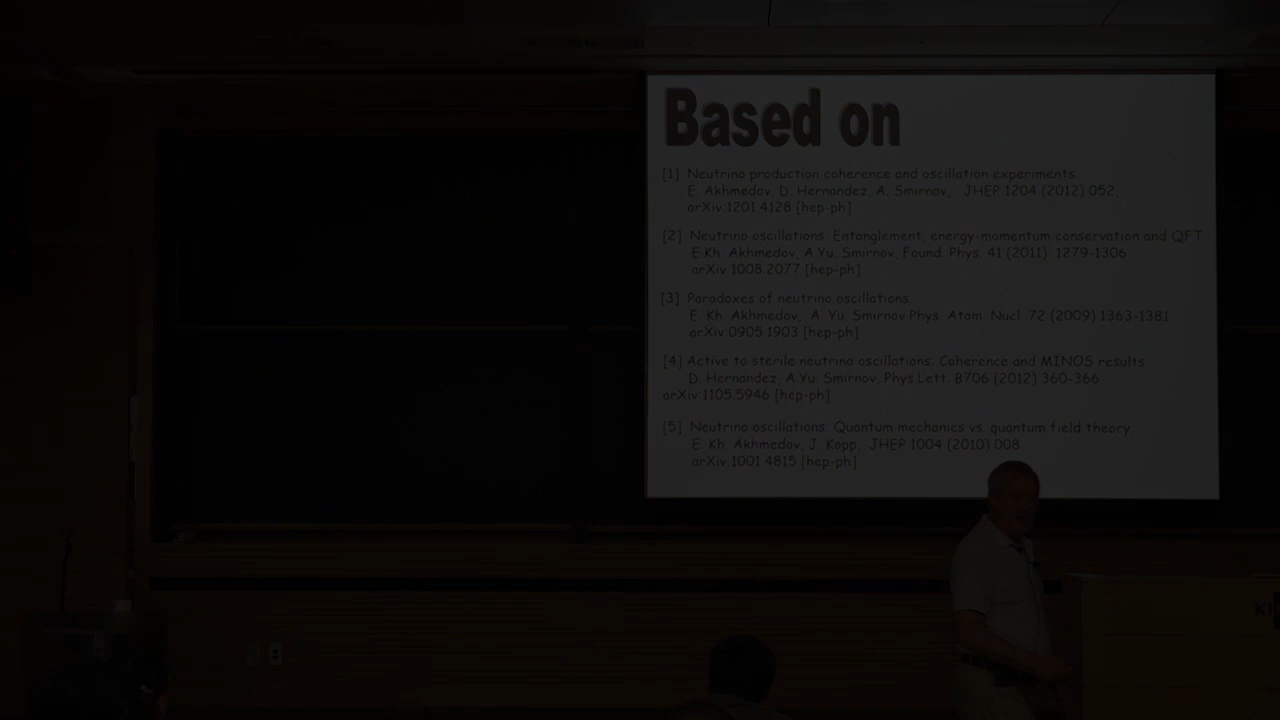 Based on
[1] Neutrino production coherence and oscillation experiments.
E. Akhmedov, D. Hernandez, A. Smirnov, JHEP 1204 (2012) 052,
arXiv:1201.4128 [hep-ph]
[2] Neutrino oscillations: Entanglement, energy-momentum conservation and QFT
E.Kh. Akhmedov, A.Yu. Smirnov, Found. Phys. 41 (2011) 1279-1306
arXiv:1008.2077 [hep-ph]
[3] Paradoxes of neutrino oscillations.
E. Kh. Akhmedov, A. Yu. Smirnov Phys. Atom. Nucl. 72 (2009) 1363-1381
arXiv:0905.1903 [hep-ph]
[4] Active to sterile neutrino oscillations: Coherence and MINOS results
D. Hernandez, A.Yu. Smirnov, Phys.Lett. B706 (2012) 360-366
arXiv:1105.5946 [hep-ph]
[5] Neutrino oscillations: Quantum mechanics vs. quantum field theory.
E. Kh. Akhmedov, J. Kopp, JHEP 1004 (2010) 008
arXiv:1001.4815 [hep-ph]